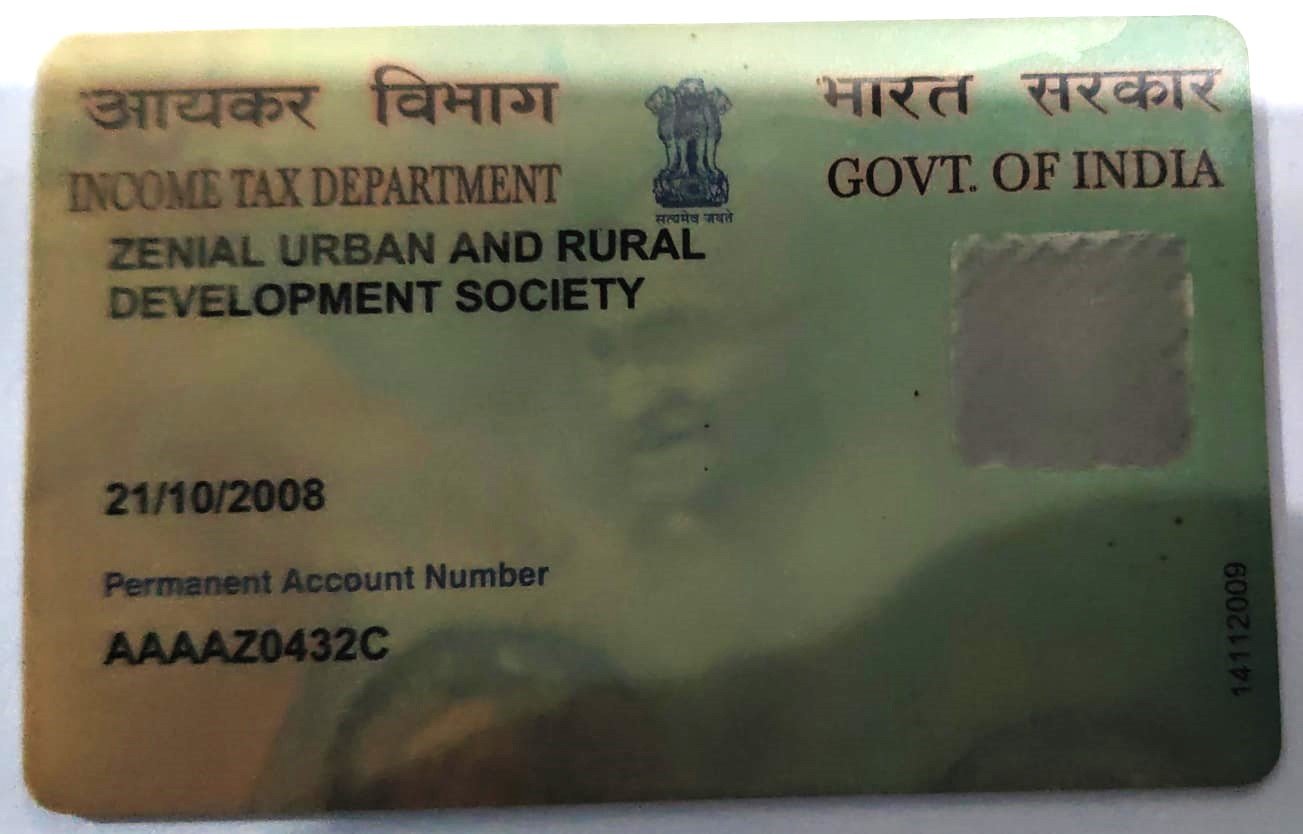 आयकर विभाग
भारत सरकार
INCOME TAX DEPARTMENT
GOVT. OF INDIA
सत्यमेव जयते
ZENIAL URBAN AND RURAL
DEVELOPMENT SOCIETY
21/10/2008
Permanent Account Number
AAAAZ0432C
14112009